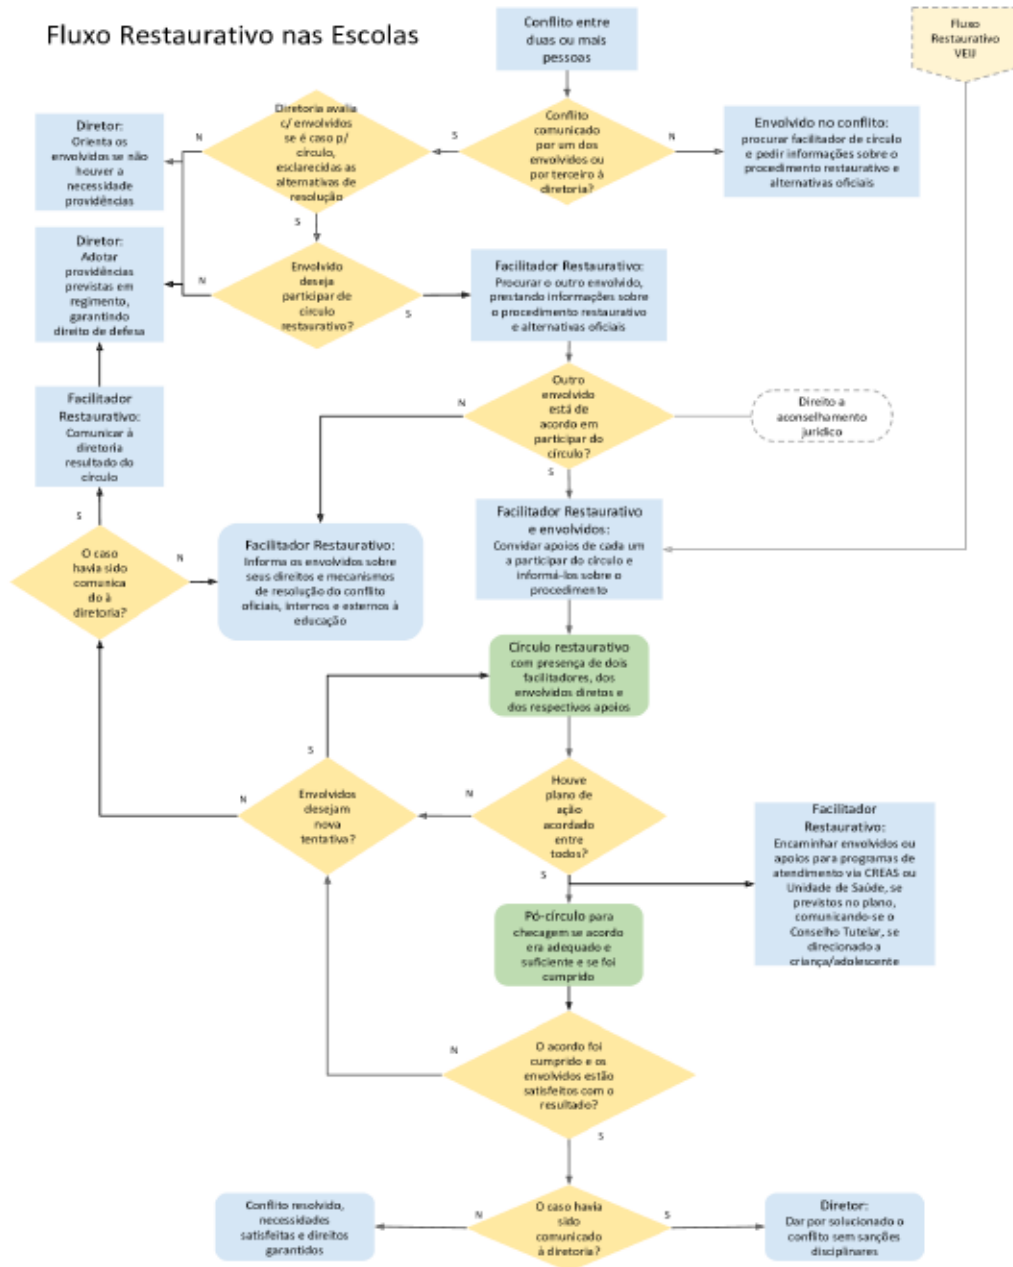 Fluxo Restaurativo nas Escolas
Conflito entre
duas ou mais
pessoas
Fluxo
Restaurativo
VEIJ
Diretoria avalia
c/ envolvidos
se é caso p/
círculo,
esclarecidas as
alternativas de
resolução
Conflito
comunicado
por um dos
envolvidos ou
por terceiro à
diretoria?
Envolvido no conflito:
procurar facilitador de círculo
e pedir informações sobre o
procedimento restaurativo e
alternativas oficiais
Diretor:
Orienta os
envolvidos se não
houver a
necessidade
providências
N
S
N
S
Diretor:
Adotar
providências
previstas em
regimento,
garantindo
direito de defesa
Envolvido
deseja
participar de
círculo
restaurativo?
N
S
Facilitador Restaurativo:
Procurar o outro envolvido,
prestando informações sobre
o procedimento restaurativo
e alternativas oficiais
Facilitador
Restaurativo:
Comunicar à
diretoria
resultado do
círculo
Outro
envolvido
está de
acordo em
participar do
círculo?
N
S
Direito a
aconselhamento
jurídico
Facilitador Restaurativo
e envolvidos:
Convidar apoios de cada um
a participar do círculo e
informá-los sobre o
procedimento
S
O caso
havia sido
comunica
do à
diretoria?
N
Facilitador Restaurativo:
Informa os envolvidos sobre
seus direitos e mecanismos
de resolução do conflito
oficiais, internos e externos à
educação
Círculo restaurativo
com presença de dois
facilitadores, dos
envolvidos diretos e
dos respectivos apoios
S
Envolvidos
desejam
nova
tentativa?
N
N
Houve
plano de
ação
acordado
entre
todos?
S
Facilitador
Restaurativo:
Encaminhar envolvidos ou
apoios para programas de
atendimento via CREAS ou
Unidade de Saúde, se
previstos no plano,
comunicando-se o
Conselho Tutelar, se
direcionado a
criança/adolescente
Pó-círculo para
checagem se acordo
era adequado e
suficiente e se foi
cumprido
N
O acordo foi
cumprido e os
envolvidos estão
satisfeitos com o
resultado?
S
Conflito resolvido,
necessidades
satisfeitas e direitos
garantidos
N
O caso havia
sido
comunicado
à diretoria?
S
Diretor:
Dar por solucionado o
conflito sem sanções
disciplinares